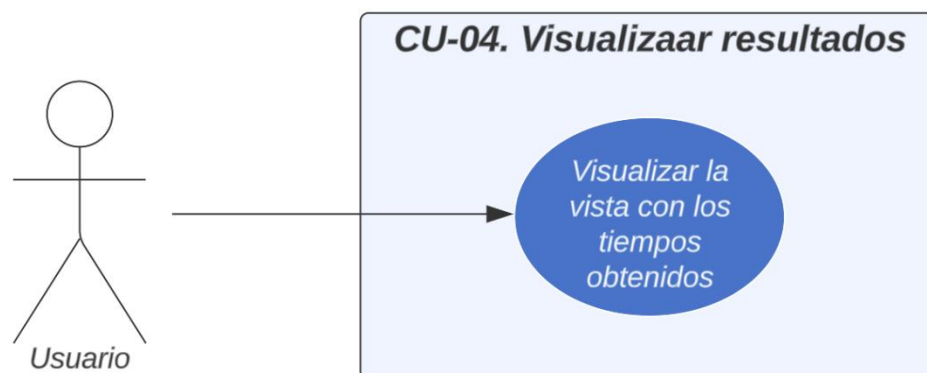 CU-04. Visualizaar resultados
Visualizar la
vista con los
tiempos
obtenidos
Usuario